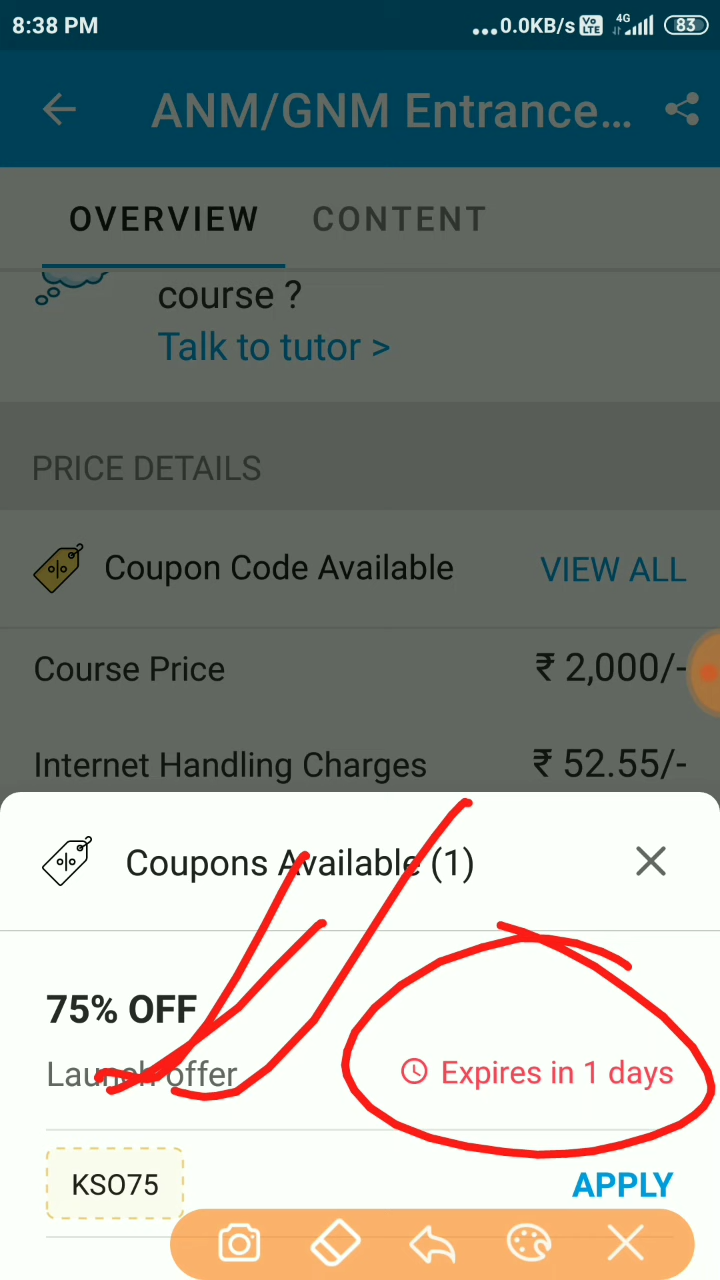 8:38 PM
...0.0KB/s Vo LTE 4G 83
ANM/GNM Entrance...
OVERVIEW CONTENT
course ?
Talk to tutor >
PRICE DETAILS
Coupon Code Available VIEW ALL
Course Price ₹ 2,000/-
Internet Handling Charges ₹ 52.55/-
Coupons Available (1)
75% OFF
Launch offer Expires in 1 days
KSO75 APPLY